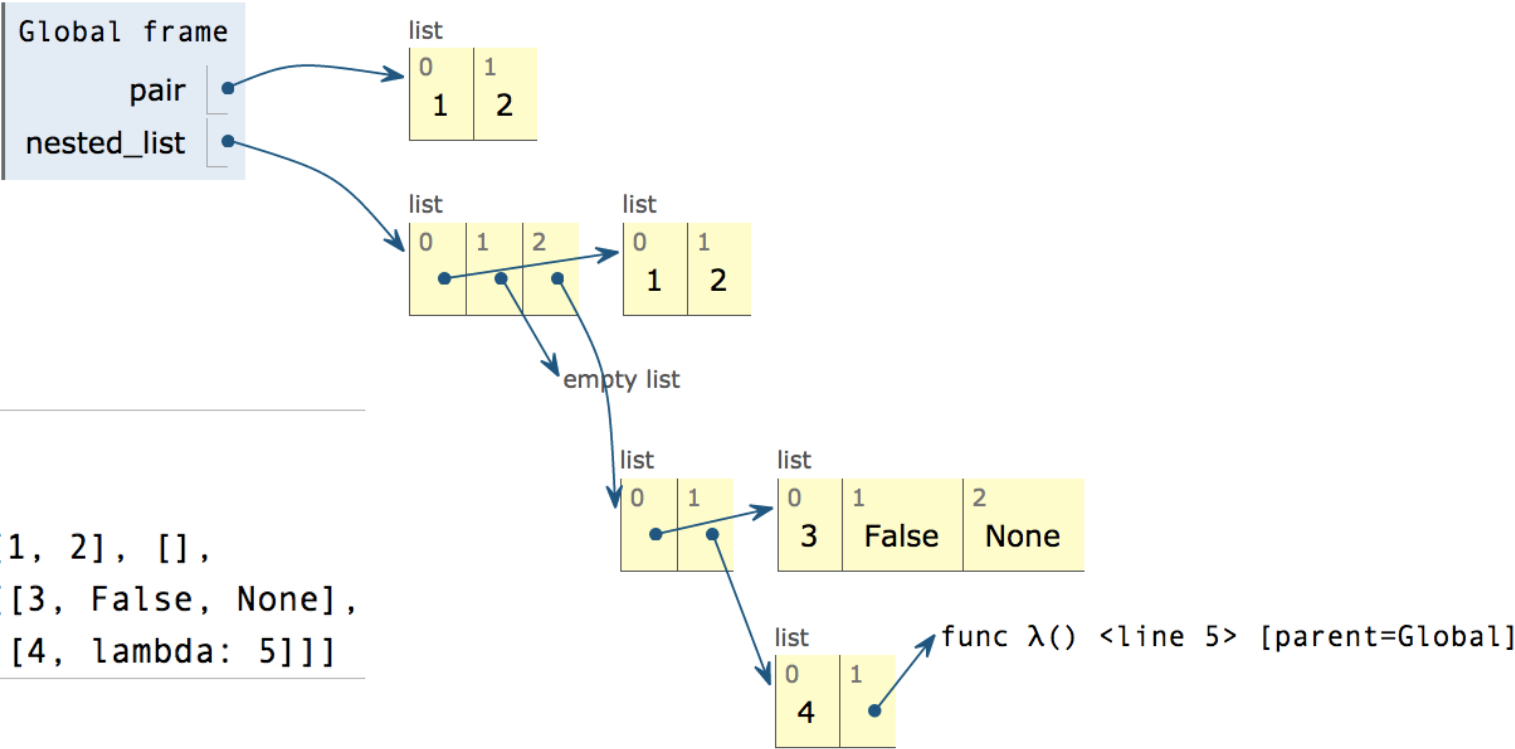 Global frame
pair
nested_list
list
0 1
1 2
list
0 1 2
list
0 1
1 2
empty list
list
0 1
list
0 1 2
3 False None
list
0 1
4
func λ() <line 5> [parent=Global]
1, 2], [],
[3, False, None],
[4, lambda: 5]]]